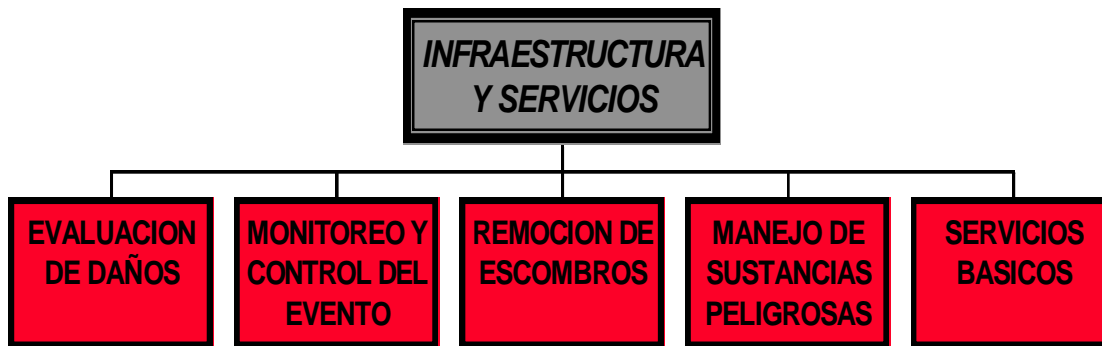 INFRAESTRUCTURA
Y SERVICIOS
EVALUACION
DE DAÑOS
MONITOREO Y
CONTROL DEL
EVENTO
REMOCION DE
ESCOMBROS
MANEJO DE
SUSTANCIAS
PELIGROSAS
SERVICIOS
BASICOS